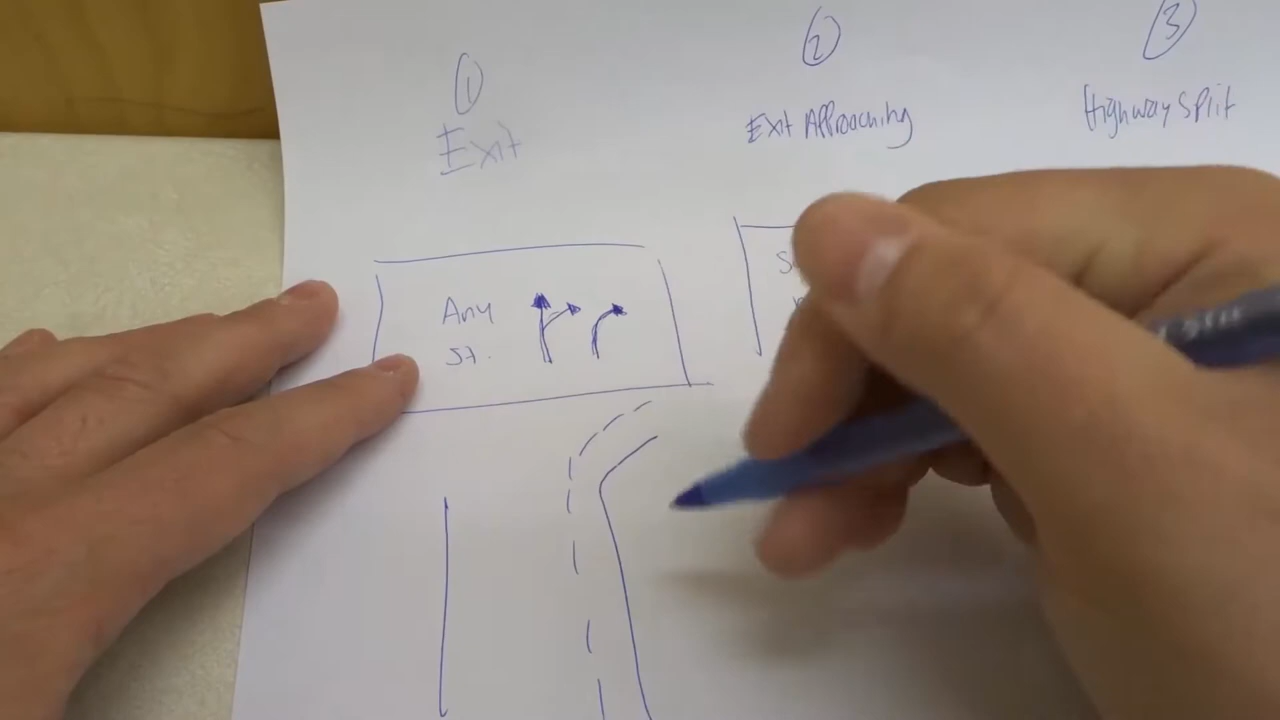 ①
Exit
②
Exit Approaching
③
Highway Split
Any
St.